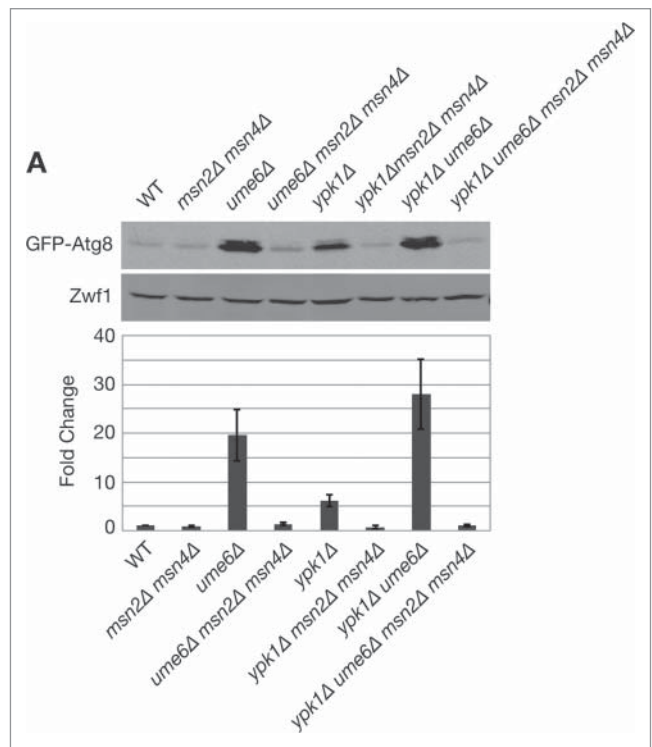 A
WT
msn2Δ msn4Δ
ume6Δ
ume6Δ msn2Δ msn4Δ
ypk1Δ
ypk1Δmsn2Δ msn4Δ
ypk1Δ ume6Δ
ypk1Δ ume6Δ msn2Δ msn4Δ
GFP-Atg8
Zwf1
Fold Change
40
30
20
10
0
WT
msn2Δ msn4Δ
ume6Δ
ume6Δ msn2Δ msn4Δ
ypk1Δ
ypk1Δ msn2Δ msn4Δ
ypk1Δ ume6Δ
ypk1Δ ume6Δ msn2Δ msn4Δ